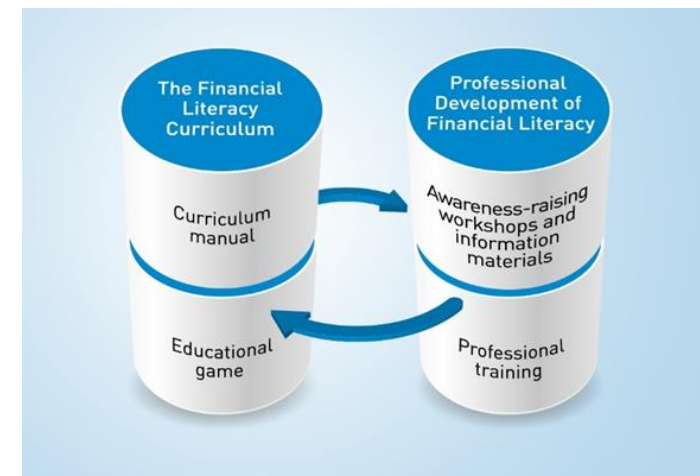 The Financial
Literacy
Curriculum
Curriculum
manual
Educational
game
Professional
Development of
Financial Literacy
Awareness-raising
workshops and
information
materials
Professional
training